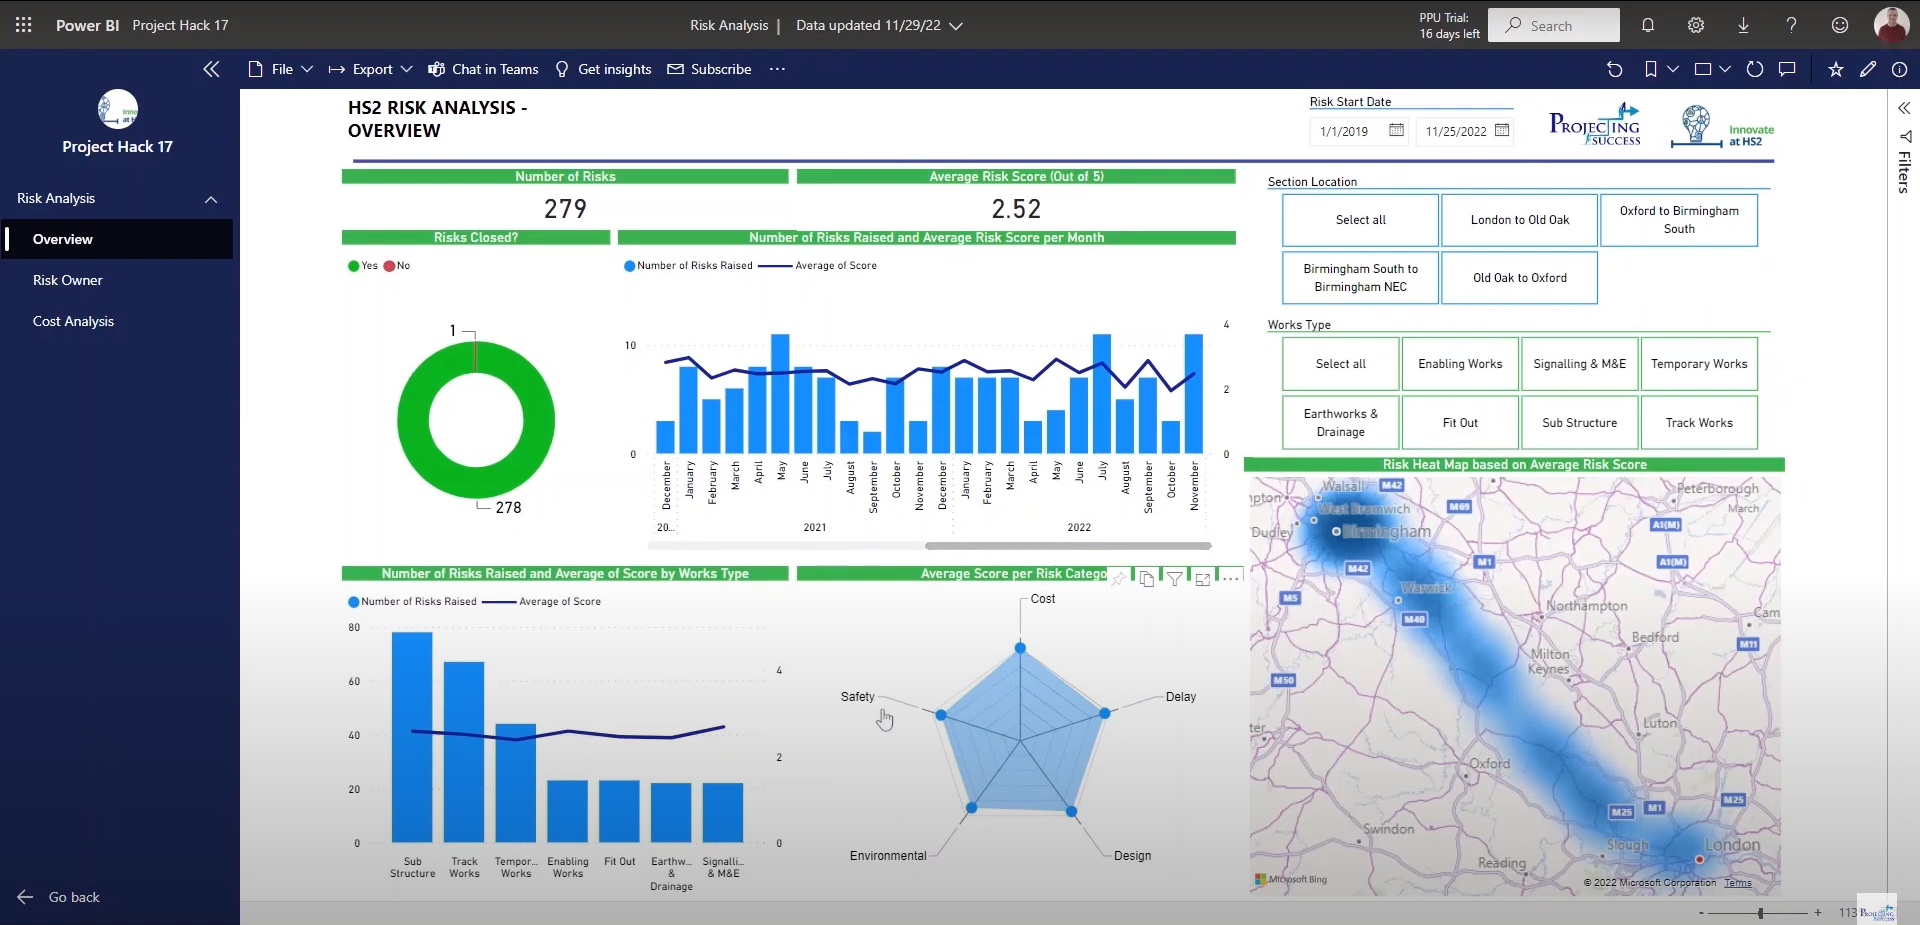 Power BI Project Hack 17
Risk Analysis | Data updated 11/29/22
PPU Trial:
16 days left
Search
File Export Chat in Teams Get insights Subscribe ...
Project Hack 17
Risk Analysis
Overview
Risk Owner
Cost Analysis
Go back
HS2 RISK ANALYSIS -
OVERVIEW
Risk Start Date
1/1/2019 11/25/2022
PROJECTING
SUCCESS
Innovate
at HS2
Filters
Number of Risks
279
Average Risk Score (Out of 5)
2.52
Risks Closed?
Yes No
1
278
Number of Risks Raised and Average Risk Score per Month
Number of Risks Raised Average of Score
10
0
4
2
0
December January February March April May June July August September October November December January February March April May June July August September October November
20... 2021 2022
Section Location
Select all London to Old Oak Oxford to Birmingham
South
Birmingham South to
Birmingham NEC
Old Oak to Oxford
Works Type
Select all Enabling Works Signalling & M&E Temporary Works
Earthworks &
Drainage
Fit Out Sub Structure Track Works
Number of Risks Raised and Average of Score by Works Type
Number of Risks Raised Average of Score
80
60
40
20
0
4
2
0
Sub
Structure
Track
Works
Tempor...
Works
Enabling
Works
Fit Out
Earthw...
&
Drainage
Signalli...
& M&E
Average Score per Risk Catego
Cost
Safety
Delay
Environmental
Design
Risk Heat Map based on Average Risk Score
Walsall M42 Peterborough
mpton West Bromwich M69 March
A1(M)
Dudley Birmingham
M42 M1 A1(M)
M5 Warwick
M40 Northampton Cam
Bedford M11
Milton
Keynes
M50
ter Luton
Oxford
M25 M1 M25
Swindon Slough London
Reading
Microsoft Bing
© 2022 Microsoft Corporation Terms
- + 113
PROJECTING
SUCCESS